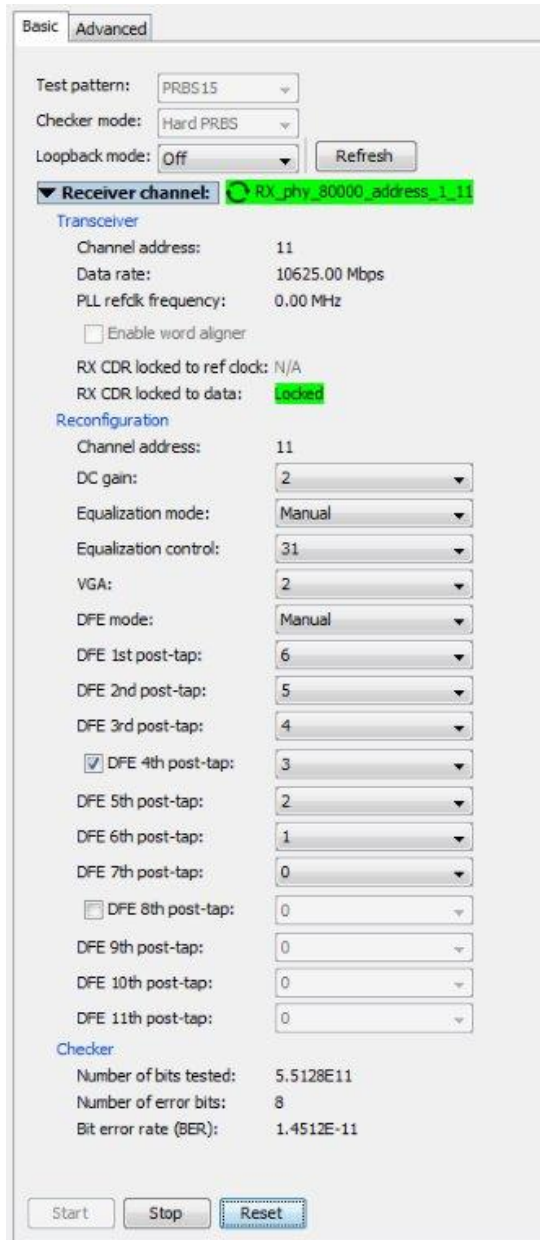 Basic Advanced
Test pattern: PRBS15
Checker mode: Hard PRBS
Loopback mode: Off Refresh
Receiver channel: RX_phy_80000_address_1_11
Transceiver
Channel address: 11
Data rate: 10625.00 Mbps
PLL refclk frequency: 0.00 MHz
Enable word aligner
RX CDR locked to ref clock: N/A
RX CDR locked to data: Locked
Reconfiguration
Channel address: 11
DC gain: 2
Equalization mode: Manual
Equalization control: 31
VGA: 2
DFE mode: Manual
DFE 1st post-tap: 6
DFE 2nd post-tap: 5
DFE 3rd post-tap: 4
DFE 4th post-tap: 3
DFE 5th post-tap: 2
DFE 6th post-tap: 1
DFE 7th post-tap: 0
DFE 8th post-tap: 0
DFE 9th post-tap: 0
DFE 10th post-tap: 0
DFE 11th post-tap: 0
Checker
Number of bits tested: 5.5128E11
Number of error bits: 8
Bit error rate (BER): 1.4512E-11
Start Stop Reset